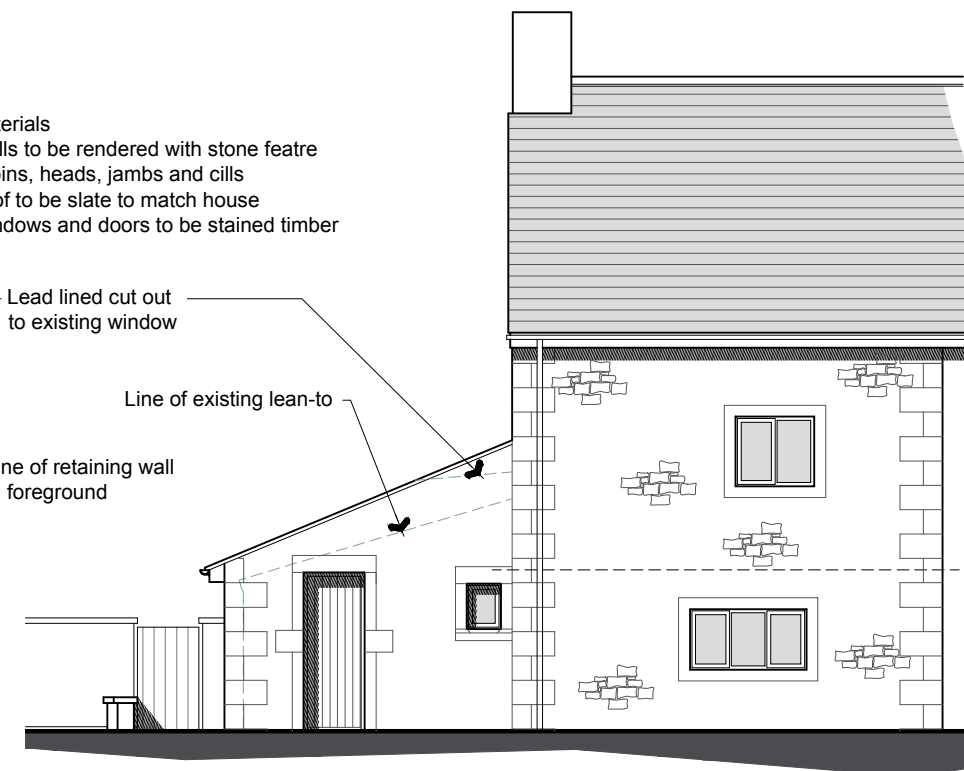 terials
lls to be rendered with stone featre
oins, heads, jambs and cills
of to be slate to match house
ndows and doors to be stained timber
Lead lined cut out
to existing window
Line of existing lean-to
ne of retaining wall
foreground